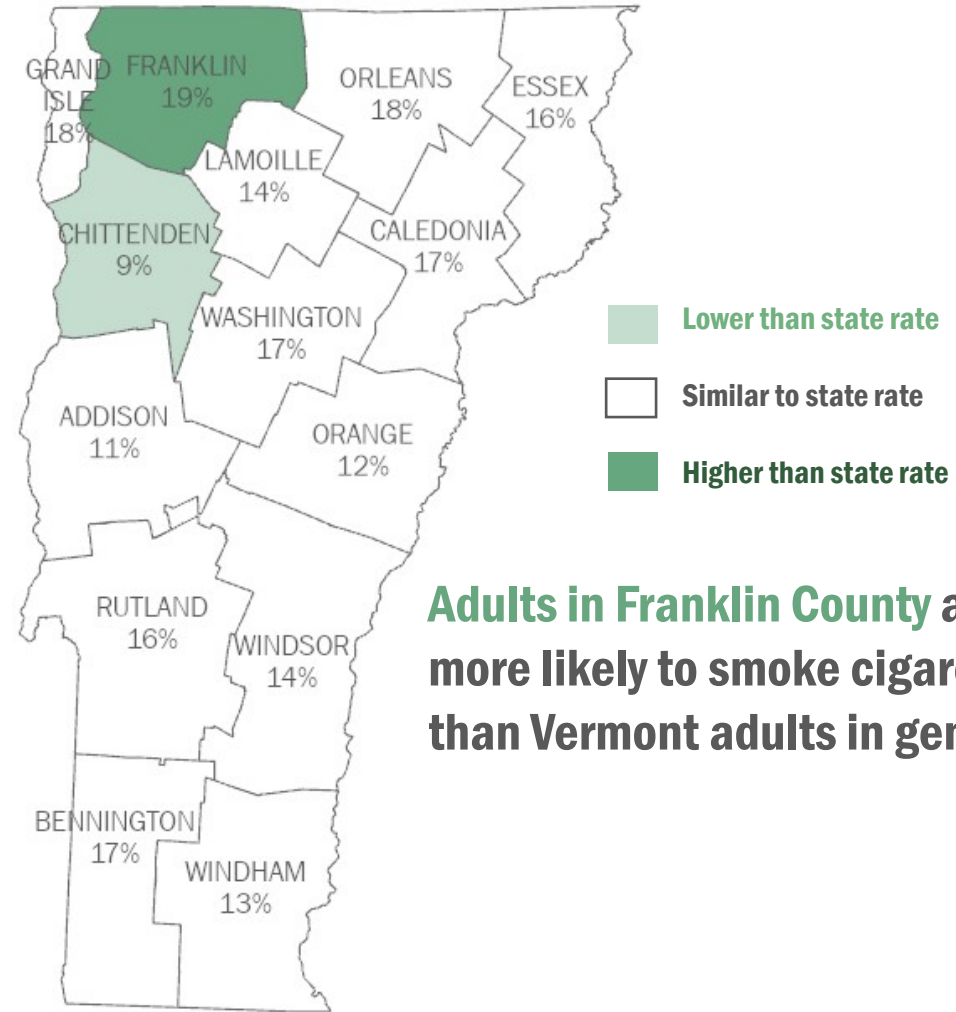 GRAND
ISLE
18%
FRANKLIN
19%
ORLEANS
18%
ESSEX
16%
LAMOILLE
14%
CHITTENDEN
9%
CALEDONIA
17%
WASHINGTON
17%
ADDISON
11%
ORANGE
12%
RUTLAND
16%
WINDSOR
14%
BENNINGTON
17%
WINDHAM
13%
Lower than state rate
Similar to state rate
Higher than state rate
Adults in Franklin County
more likely to smoke
than Vermont adults in